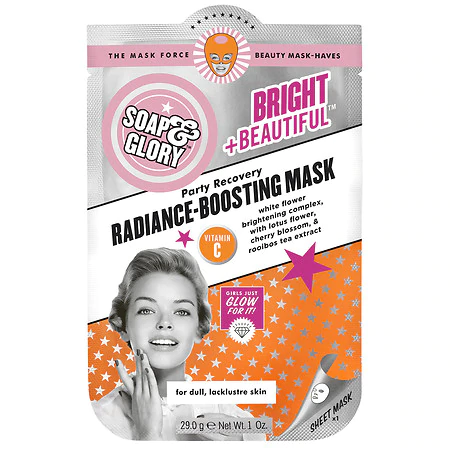 THE MASK FORCE
BEAUTY MASK-HAVES
SOAP &
GLORY™
BRIGHT
+BEAUTIFUL™
Party Recovery
RADIANCE-BOOSTING MASK
VITAMIN
C
white flower
brightening complex,
with lotus flower,
cherry blossom, &
rooibos tea extract
GIRLS JUST
GLOW
FOR IT!
for dull, lacklustre skin
SHEET MASK
x1
29.0 g e Net Wt. 1 Oz.